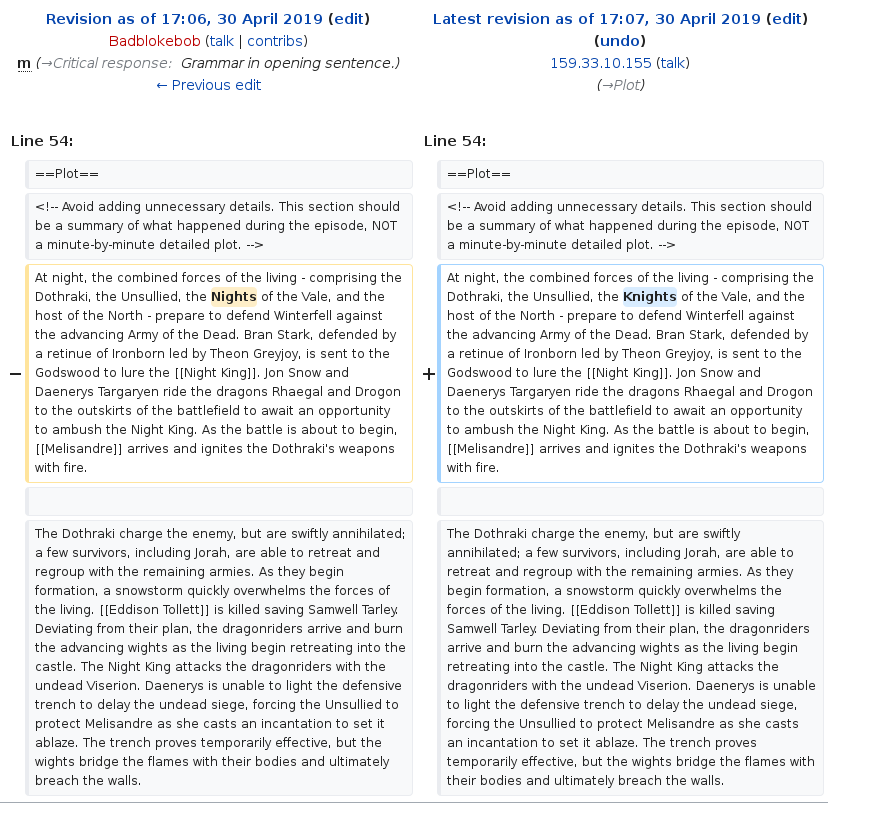 Revision as of 17:06, 30 April 2019 (edit)
Badblokebob (talk | contribs)
m (→Critical response: Grammar in opening sentence.)
← Previous edit
Latest revision as of 17:07, 30 April 2019 (edit)
(undo)
159.33.10.155 (talk)
(→Plot)
Line 54:
==Plot==
<!-- Avoid adding unnecessary details. This section should
be a summary of what happened during the episode, NOT
a minute-by-minute detailed plot. -->
−
At night, the combined forces of the living - comprising the
Dothraki, the Unsullied, the Nights of the Vale, and the
host of the North - prepare to defend Winterfell against
the advancing Army of the Dead. Bran Stark, defended by
a retinue of Ironborn led by Theon Greyjoy, is sent to the
Godswood to lure the [[Night King]]. Jon Snow and
Daenerys Targaryen ride the dragons Rhaegal and Drogon
to the outskirts of the battlefield to await an opportunity
to ambush the Night King. As the battle is about to begin,
[[Melisandre]] arrives and ignites the Dothraki's weapons
with fire.
The Dothraki charge the enemy, but are swiftly annihilated;
a few survivors, including Jorah, are able to retreat and
regroup with the remaining armies. As they begin
formation, a snowstorm quickly overwhelms the forces of
the living. [[Eddison Tollett]] is killed saving Samwell Tarley.
Deviating from their plan, the dragonriders arrive and burn
the advancing wights as the living begin retreating into the
castle. The Night King attacks the dragonriders with the
undead Viserion. Daenerys is unable to light the defensive
trench to delay the undead siege, forcing the Unsullied to
protect Melisandre as she casts an incantation to set it
ablaze. The trench proves temporarily effective, but the
wights bridge the flames with their bodies and ultimately
breach the walls.
Line 54:
==Plot==
<!-- Avoid adding unnecessary details. This section should
be a summary of what happened during the episode, NOT
a minute-by-minute detailed plot. -->
+
At night, the combined forces of the living - comprising the
Dothraki, the Unsullied, the Knights of the Vale, and the
host of the North - prepare to defend Winterfell against
the advancing Army of the Dead. Bran Stark, defended by
a retinue of Ironborn led by Theon Greyjoy, is sent to the
Godswood to lure the [[Night King]]. Jon Snow and
Daenerys Targaryen ride the dragons Rhaegal and Drogon
to the outskirts of the battlefield to await an opportunity
to ambush the Night King. As the battle is about to begin,
[[Melisandre]] arrives and ignites the Dothraki's weapons
with fire.
The Dothraki charge the enemy, but are swiftly
annihilated; a few survivors, including Jorah, are able to
retreat and regroup with the remaining armies. As they
begin formation, a snowstorm quickly overwhelms the
forces of the living. [[Eddison Tollett]] is killed saving
Samwell Tarley. Deviating from their plan, the dragonriders
arrive and burn the advancing wights as the living begin
retreating into the castle. The Night King attacks the
dragonriders with the undead Viserion. Daenerys is unable
to light the defensive trench to delay the undead siege,
forcing the Unsullied to protect Melisandre as she casts
an incantation to set it ablaze. The trench proves
temporarily effective, but the wights bridge the flames with
their bodies and ultimately breach the walls.